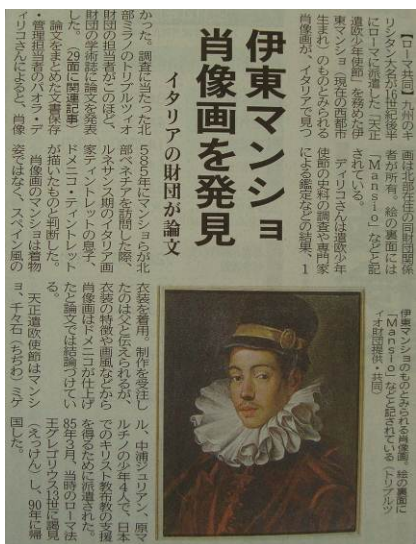 伊東マンショ
肖像画を発見
イタリアの財団が論文
【ローマ共同】九州のキ
リシタン大名が16世紀後半
にローマに派遣した「天正
遣欧少年使節」を務めた伊
東マンショ(現在の西都市
生まれ)のものとみられる
肖像画が、イタリアで見つ
かった。調査に当たった北
部ミラノのトリブルツィオ
財団の担当者がこのほど、
財団の学術誌に論文を発表
した。(29面に関連記事)
論文をまとめた文書保存
・管理担当者のパオラ・デ
ィリコさんによると、肖像
画は北部在住の同財団関係
者が所有。絵の裏面には
「Mansio」などと記
されている。
ディリコさんは遣欧少年
使節の史料の調査や専門家
による鑑定などの結果、1
585年にマンショらが北
部ベネチアを訪問した際、
ルネサンス期のイタリア画
家ティントレットの息子、
ドメニコ・ティントレット
が描いたものと判断した。
肖像画のマンショは着物
姿ではなく、スペイン風の
衣装を着用。制作を受注し
たのは父と伝えられるが、
衣装の特徴や画風などから
肖像画はドメニコが仕上げ
たと論文では結論づけてい
る。
天正遣欧使節はマンシ
ョ、千々石(ちぢわ)ミゲ
ル、中浦ジュリアン、原マ
ルチノの少年4人で、日本
でのキリスト教布教の支援
を得るために派遣された。
85年3月、当時のローマ法
王グレゴリウス13世に謁見
(えっけん)し、90年に帰
国した。
伊東マンショのものとみられる肖像画。絵の裏面に
「Mansio」などと記されている(トリブルツ
ィオ財団提供・共同)